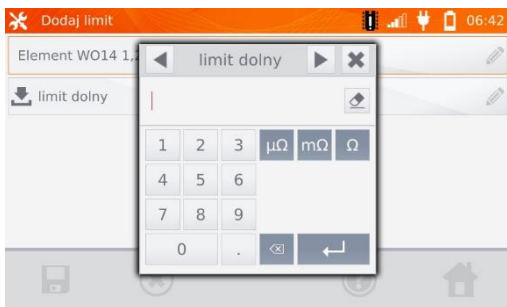 Dodaj limit 06:42
Element WO14 1,
limit dolny
limit dolny
1 2 3 µΩ mΩ Ω
4 5 6
7 8 9
0 .